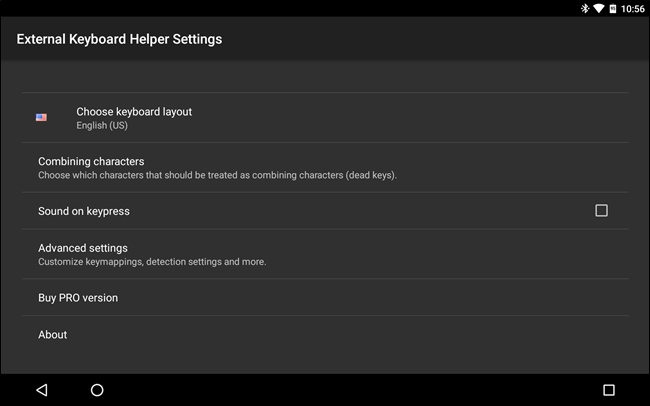 10:56
External Keyboard Helper Settings
Choose keyboard layout
English (US)
Combining characters
Choose which characters that should be treated as combining characters (dead keys).
Sound on keypress
Advanced settings
Customize keymappings, detection settings and more.
Buy PRO version
About